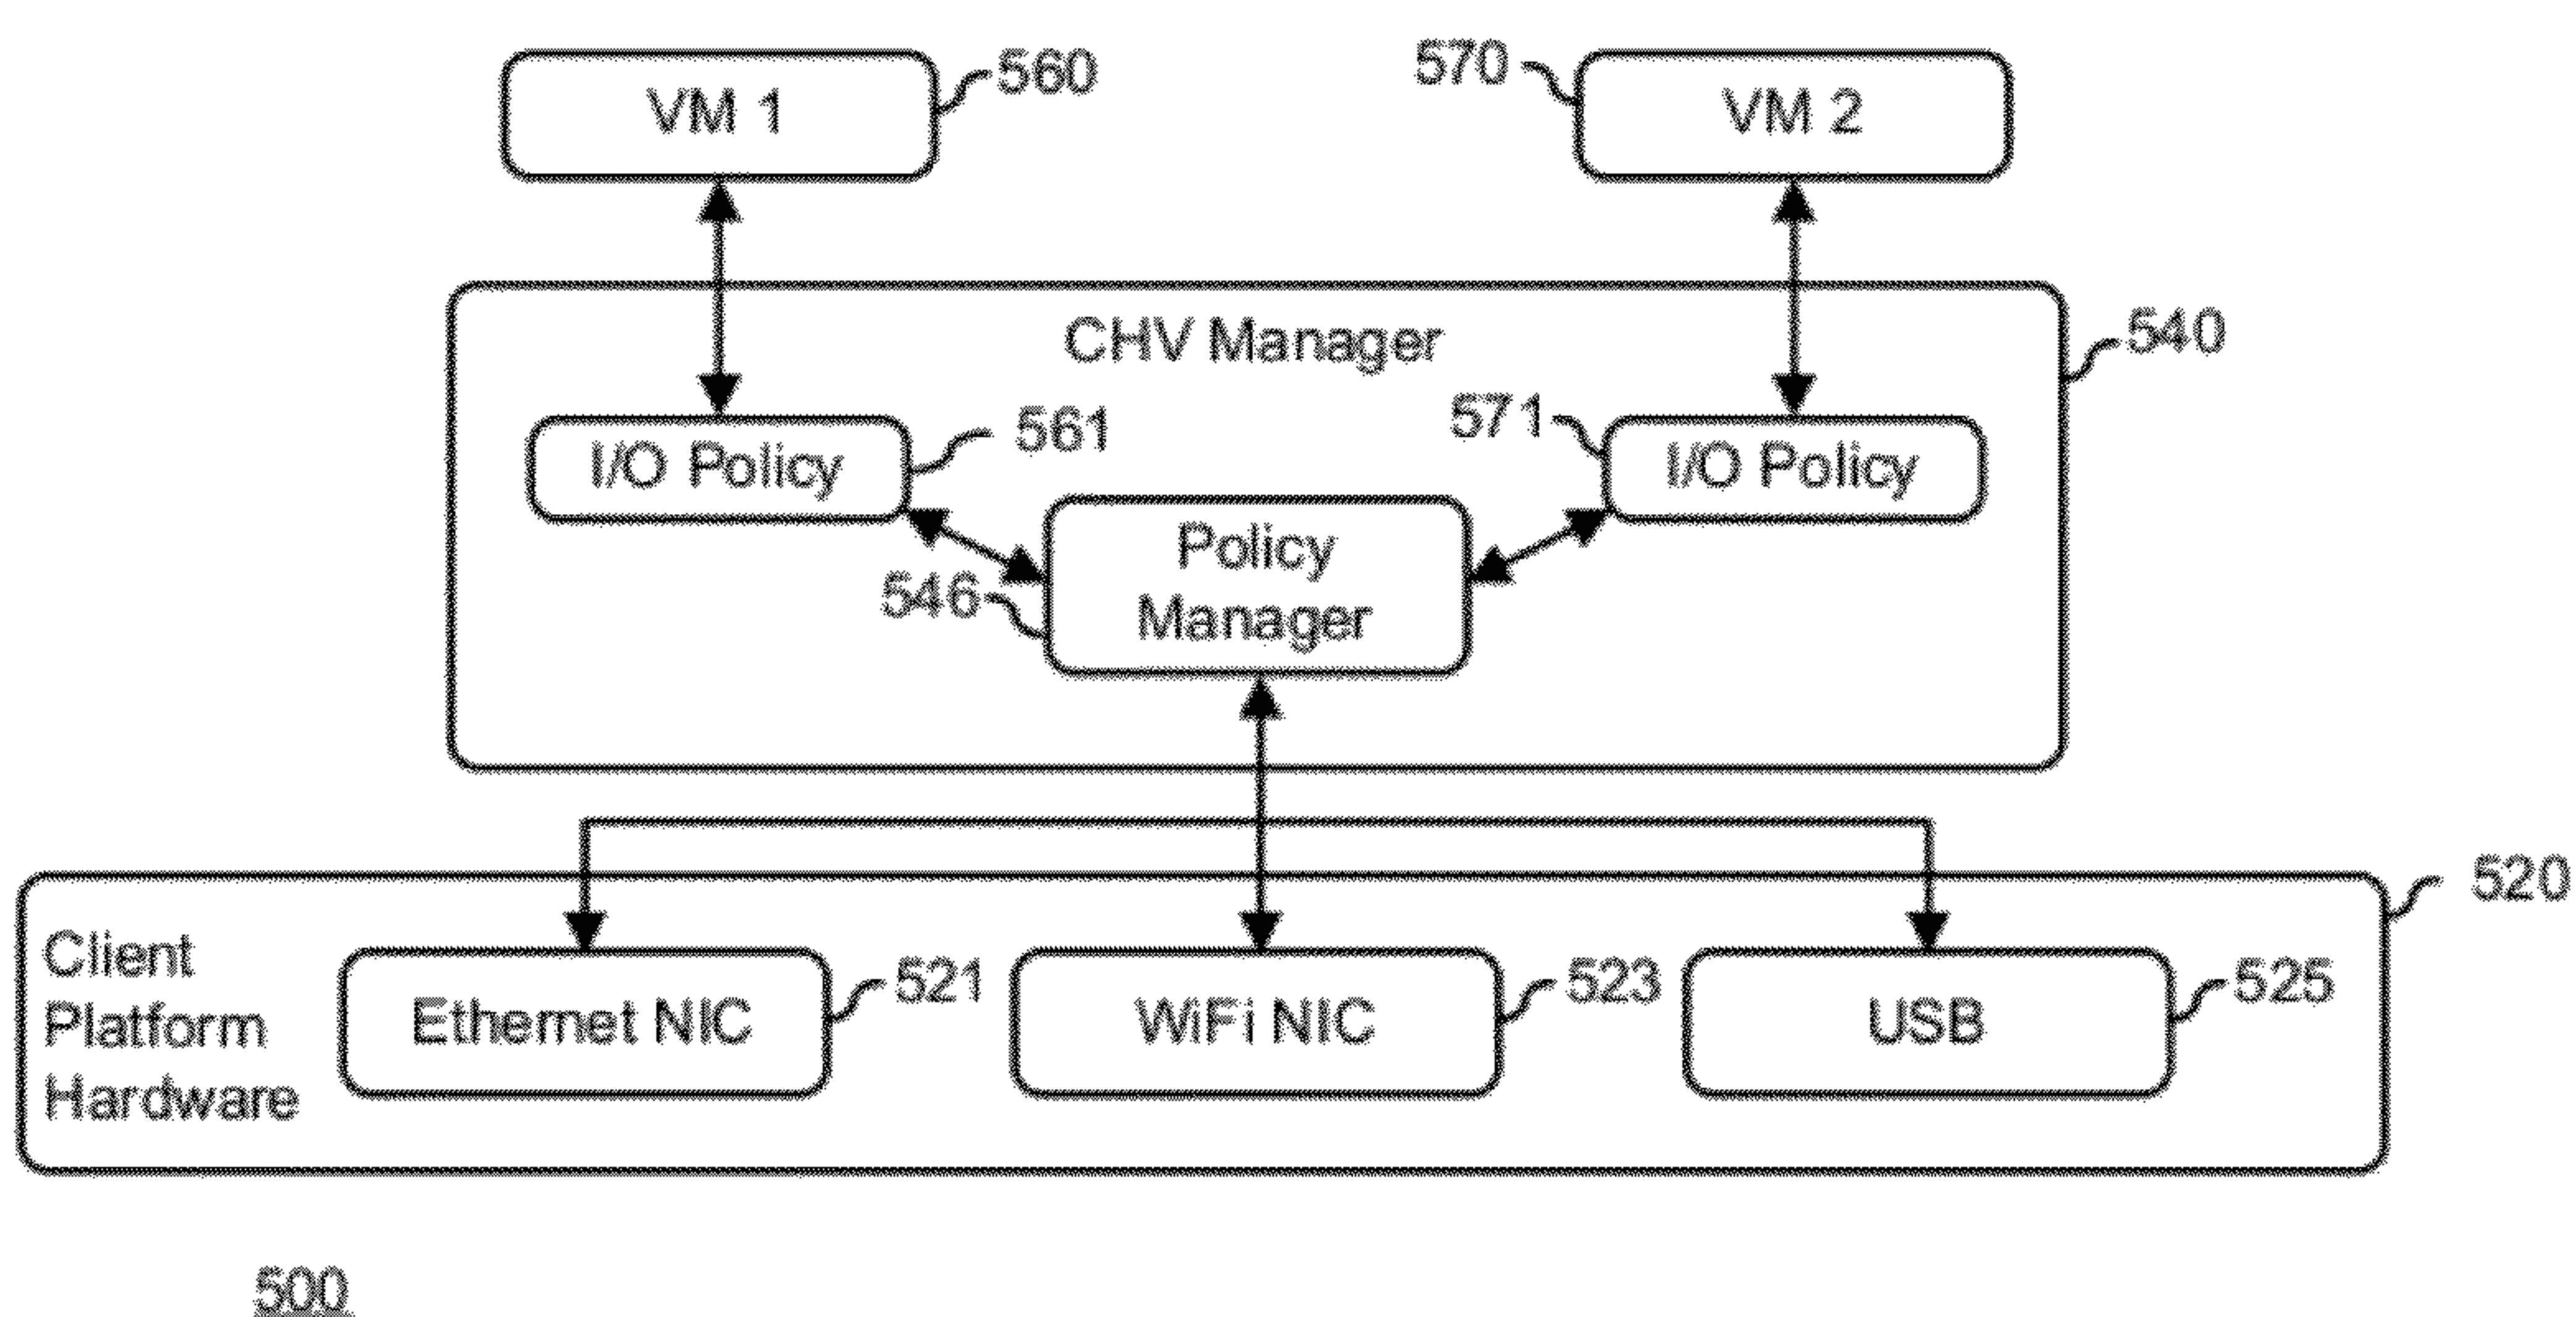 VM 1
560
570
VM 2
CHV Manager
540
I/O Policy
561
571
I/O Policy
Policy
Manager
546
520
Client
Platform
Hardware
Ethernet NIC
521
WiFi NIC
523
USB
525
500